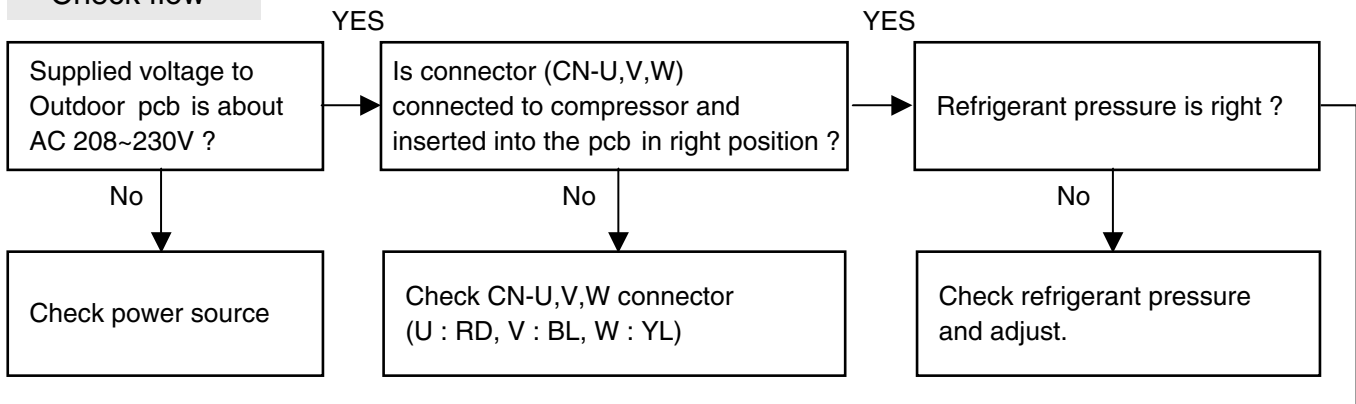 Check flow
YES
YES
Supplied voltage to
Outdoor pcb is about
AC 208~230V ?
Is connector (CN-U,V,W)
connected to compressor and
inserted into the pcb in right position ?
Refrigerant pressure is right ?
No
No
No
Check power source
Check CN-U,V,W connector
(U : RD, V : BL, W : YL)
Check refrigerant pressure
and adjust.